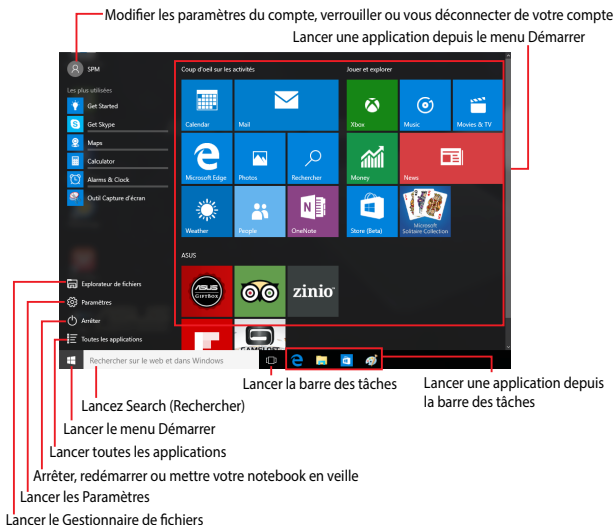 Modifier les paramètres du compte, verrouiller ou vous déconnecter de votre compte
Lancer une application depuis le menu Démarrer
SPM
Les plus utilisées
Get Started
Get Skype
Maps
Calculator
Alarms & Clock
Outil Capture d'écran
Explorateur de fichiers
Paramètres
Arrêter
Toutes les applications
Coup d'oeil sur les activités
Calendar
Mail
Microsoft Edge
Photos
Rechercher
Weather
People
OneNote
Jouer et explorer
Xbox
Music
Movies & TV
Money
News
Store (Beta)
Microsoft
Solitaire Collection
ASUS
ASUS
GIFTBOX
zinio
GAMELOFT
Rechercher sur le web et dans Windows
Lancer la barre des tâches
Lancer une application depuis
la barre des tâches
Lancez Search (Rechercher)
Lancer le menu Démarrer
Lancer toutes les applications
Arrêter, redémarrer ou mettre votre notebook en veille
Lancer les Paramètres
Lancer le Gestionnaire de fichiers